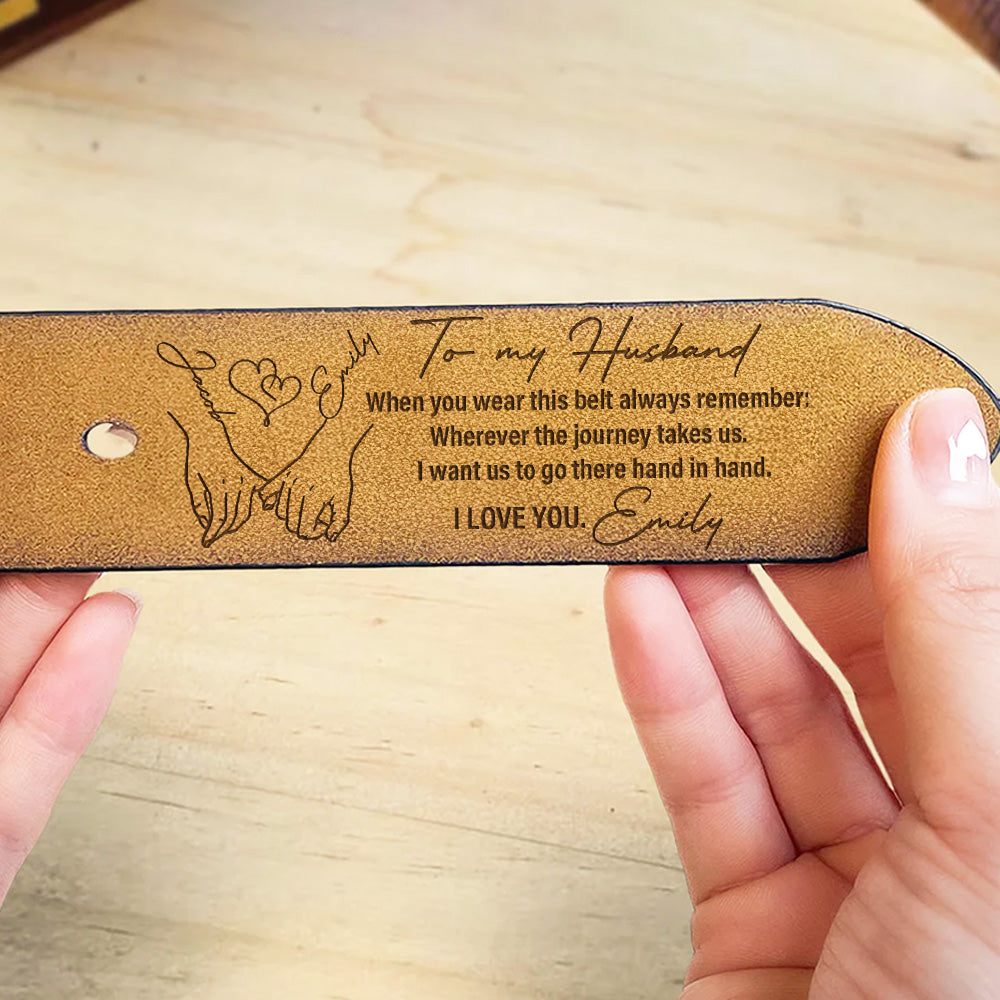 Jacob
Emily
To my Husband
When you wear this belt always remember:
Wherever the journey takes us.
I want us to go there hand in hand.
I LOVE YOU. Emily